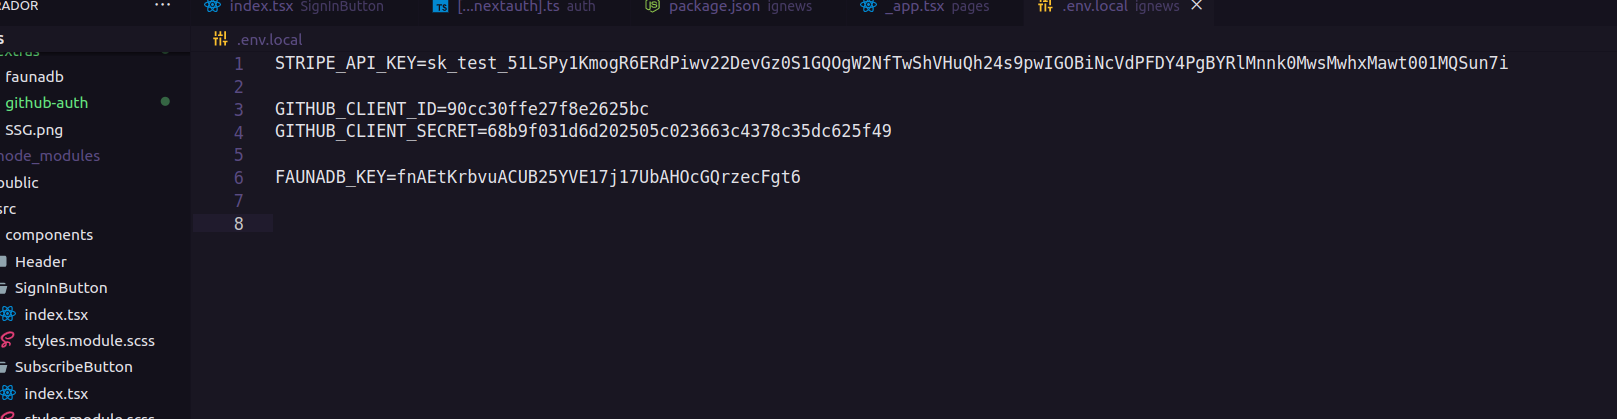 ADOR ...
index.tsx SignInButton
[...nextauth].ts auth
package.json ignews
_app.tsx pages
.env.local ignews
s
.env.local
extras
faunadb
github-auth
SSG.png
node_modules
public
src
components
Header
SignInButton
index.tsx
styles.module.scss
SubscribeButton
index.tsx
styles.module.scss
1 STRIPE_API_KEY=sk_test_51LSPy1KmogR6ERdPiwv22DevGz0S1GQOgW2NfTwShVHuQh24s9pwIGOBiNcVdPFDY4PgBYRlMnnk0MwsMwhxMawt001MQSun7i
2
3 GITHUB_CLIENT_ID=90cc30ffe27f8e2625bc
4 GITHUB_CLIENT_SECRET=68b9f031d6d202505c023663c4378c35dc625f49
5
6 FAUNADB_KEY=fnAEtKrbvuACUB25YVE17j17UbAHOcGQrzecFgt6
7
8